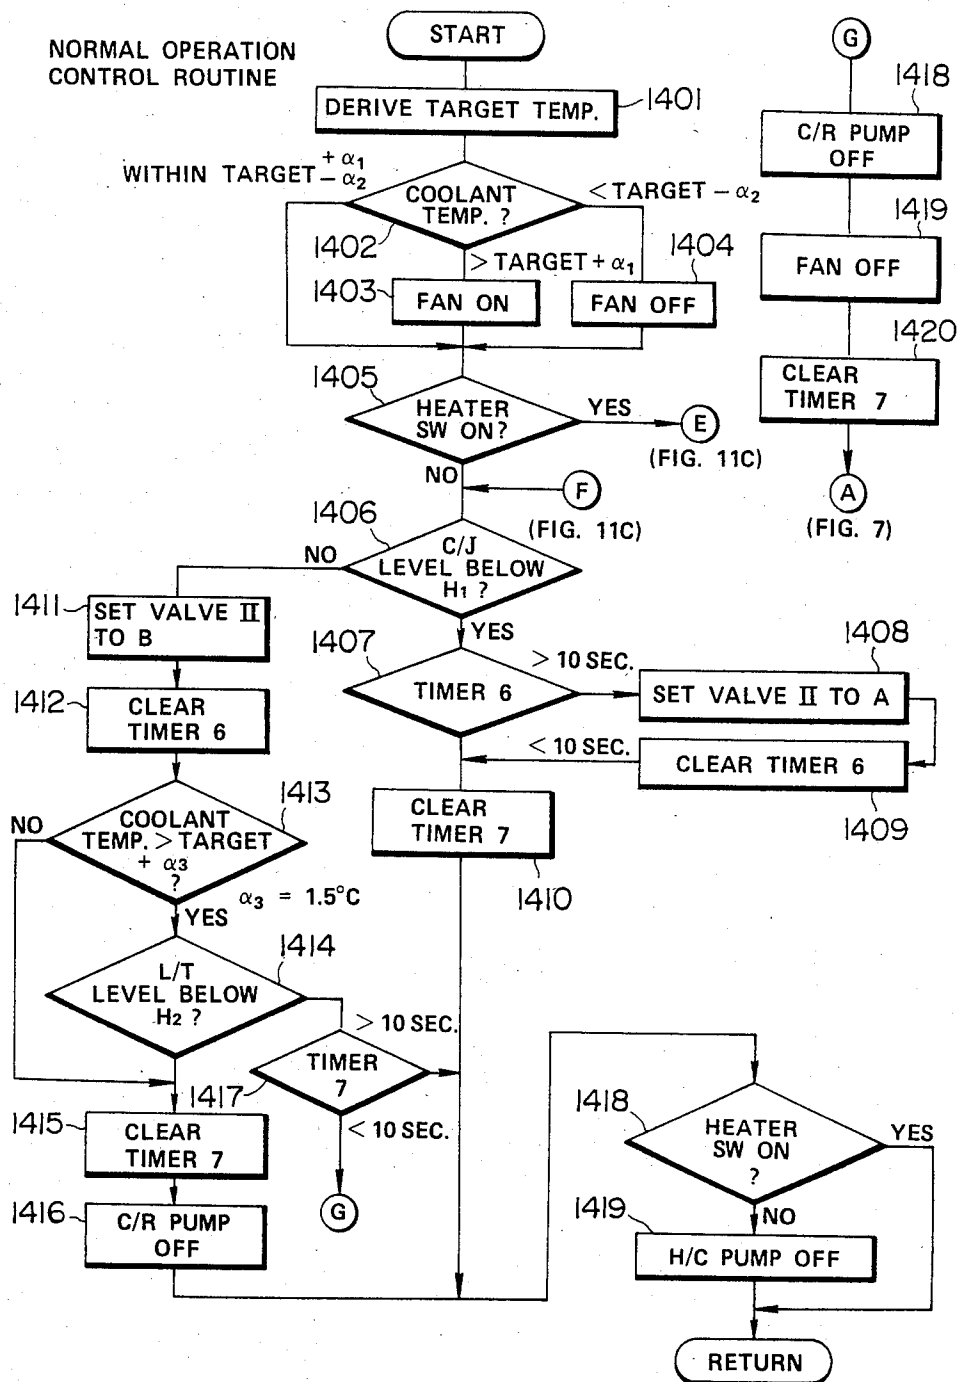 NORMAL OPERATION
CONTROL ROUTINE
START
DERIVE TARGET TEMP.
1401
WITHIN TARGET + α1 − α2
COOLANT
TEMP. ?
1402
< TARGET − α2
> TARGET + α1
1403
FAN ON
1404
FAN OFF
1405
HEATER
SW ON?
YES
E
(FIG. 11C)
NO
F
(FIG. 11C)
1406
C/J
LEVEL BELOW
H1 ?
NO
YES
1411
SET VALVE II
TO B
1412
CLEAR
TIMER 6
1407
TIMER 6
> 10 SEC.
1408
SET VALVE II TO A
< 10 SEC.
CLEAR TIMER 6
1409
CLEAR
TIMER 7
1410
1413
COOLANT
TEMP. > TARGET
+ α3
?
NO
YES
α3 = 1.5°C
1414
L/T
LEVEL BELOW
H2 ?
> 10 SEC.
TIMER
7
1417
< 10 SEC.
G
1415
CLEAR
TIMER 7
1416
C/R PUMP
OFF
1418
HEATER
SW ON
?
YES
NO
1419
H/C PUMP OFF
RETURN
G
1418
C/R PUMP
OFF
1419
FAN OFF
1420
CLEAR
TIMER 7
A
(FIG. 7)